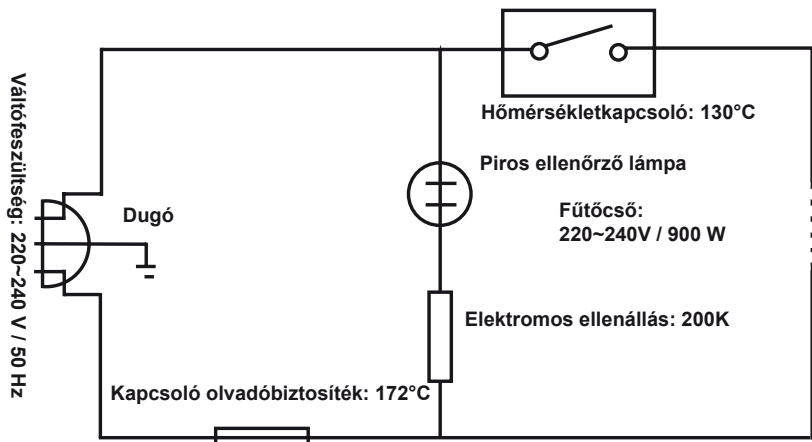 Hőmérsékletkapcsoló: 130°C
Piros ellenőrző lámpa
Fűtőcső:
220~240V / 900 W
Dugó
Váltófeszültség: 220~240 V / 50 Hz
Elektromos ellenállás: 200K
Kapcsoló olvadóbiztosíték: 172°C